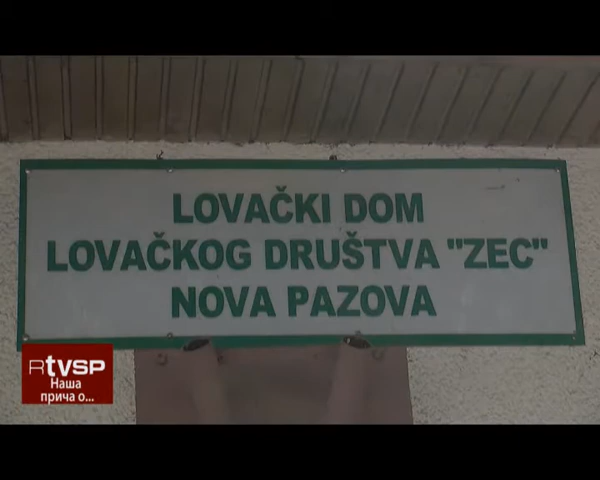 LOVAČKI DOM
LOVAČKOG DRUŠTVA "ZEC"
NOVA PAZOVA
RTVSP
Наша
прича о...